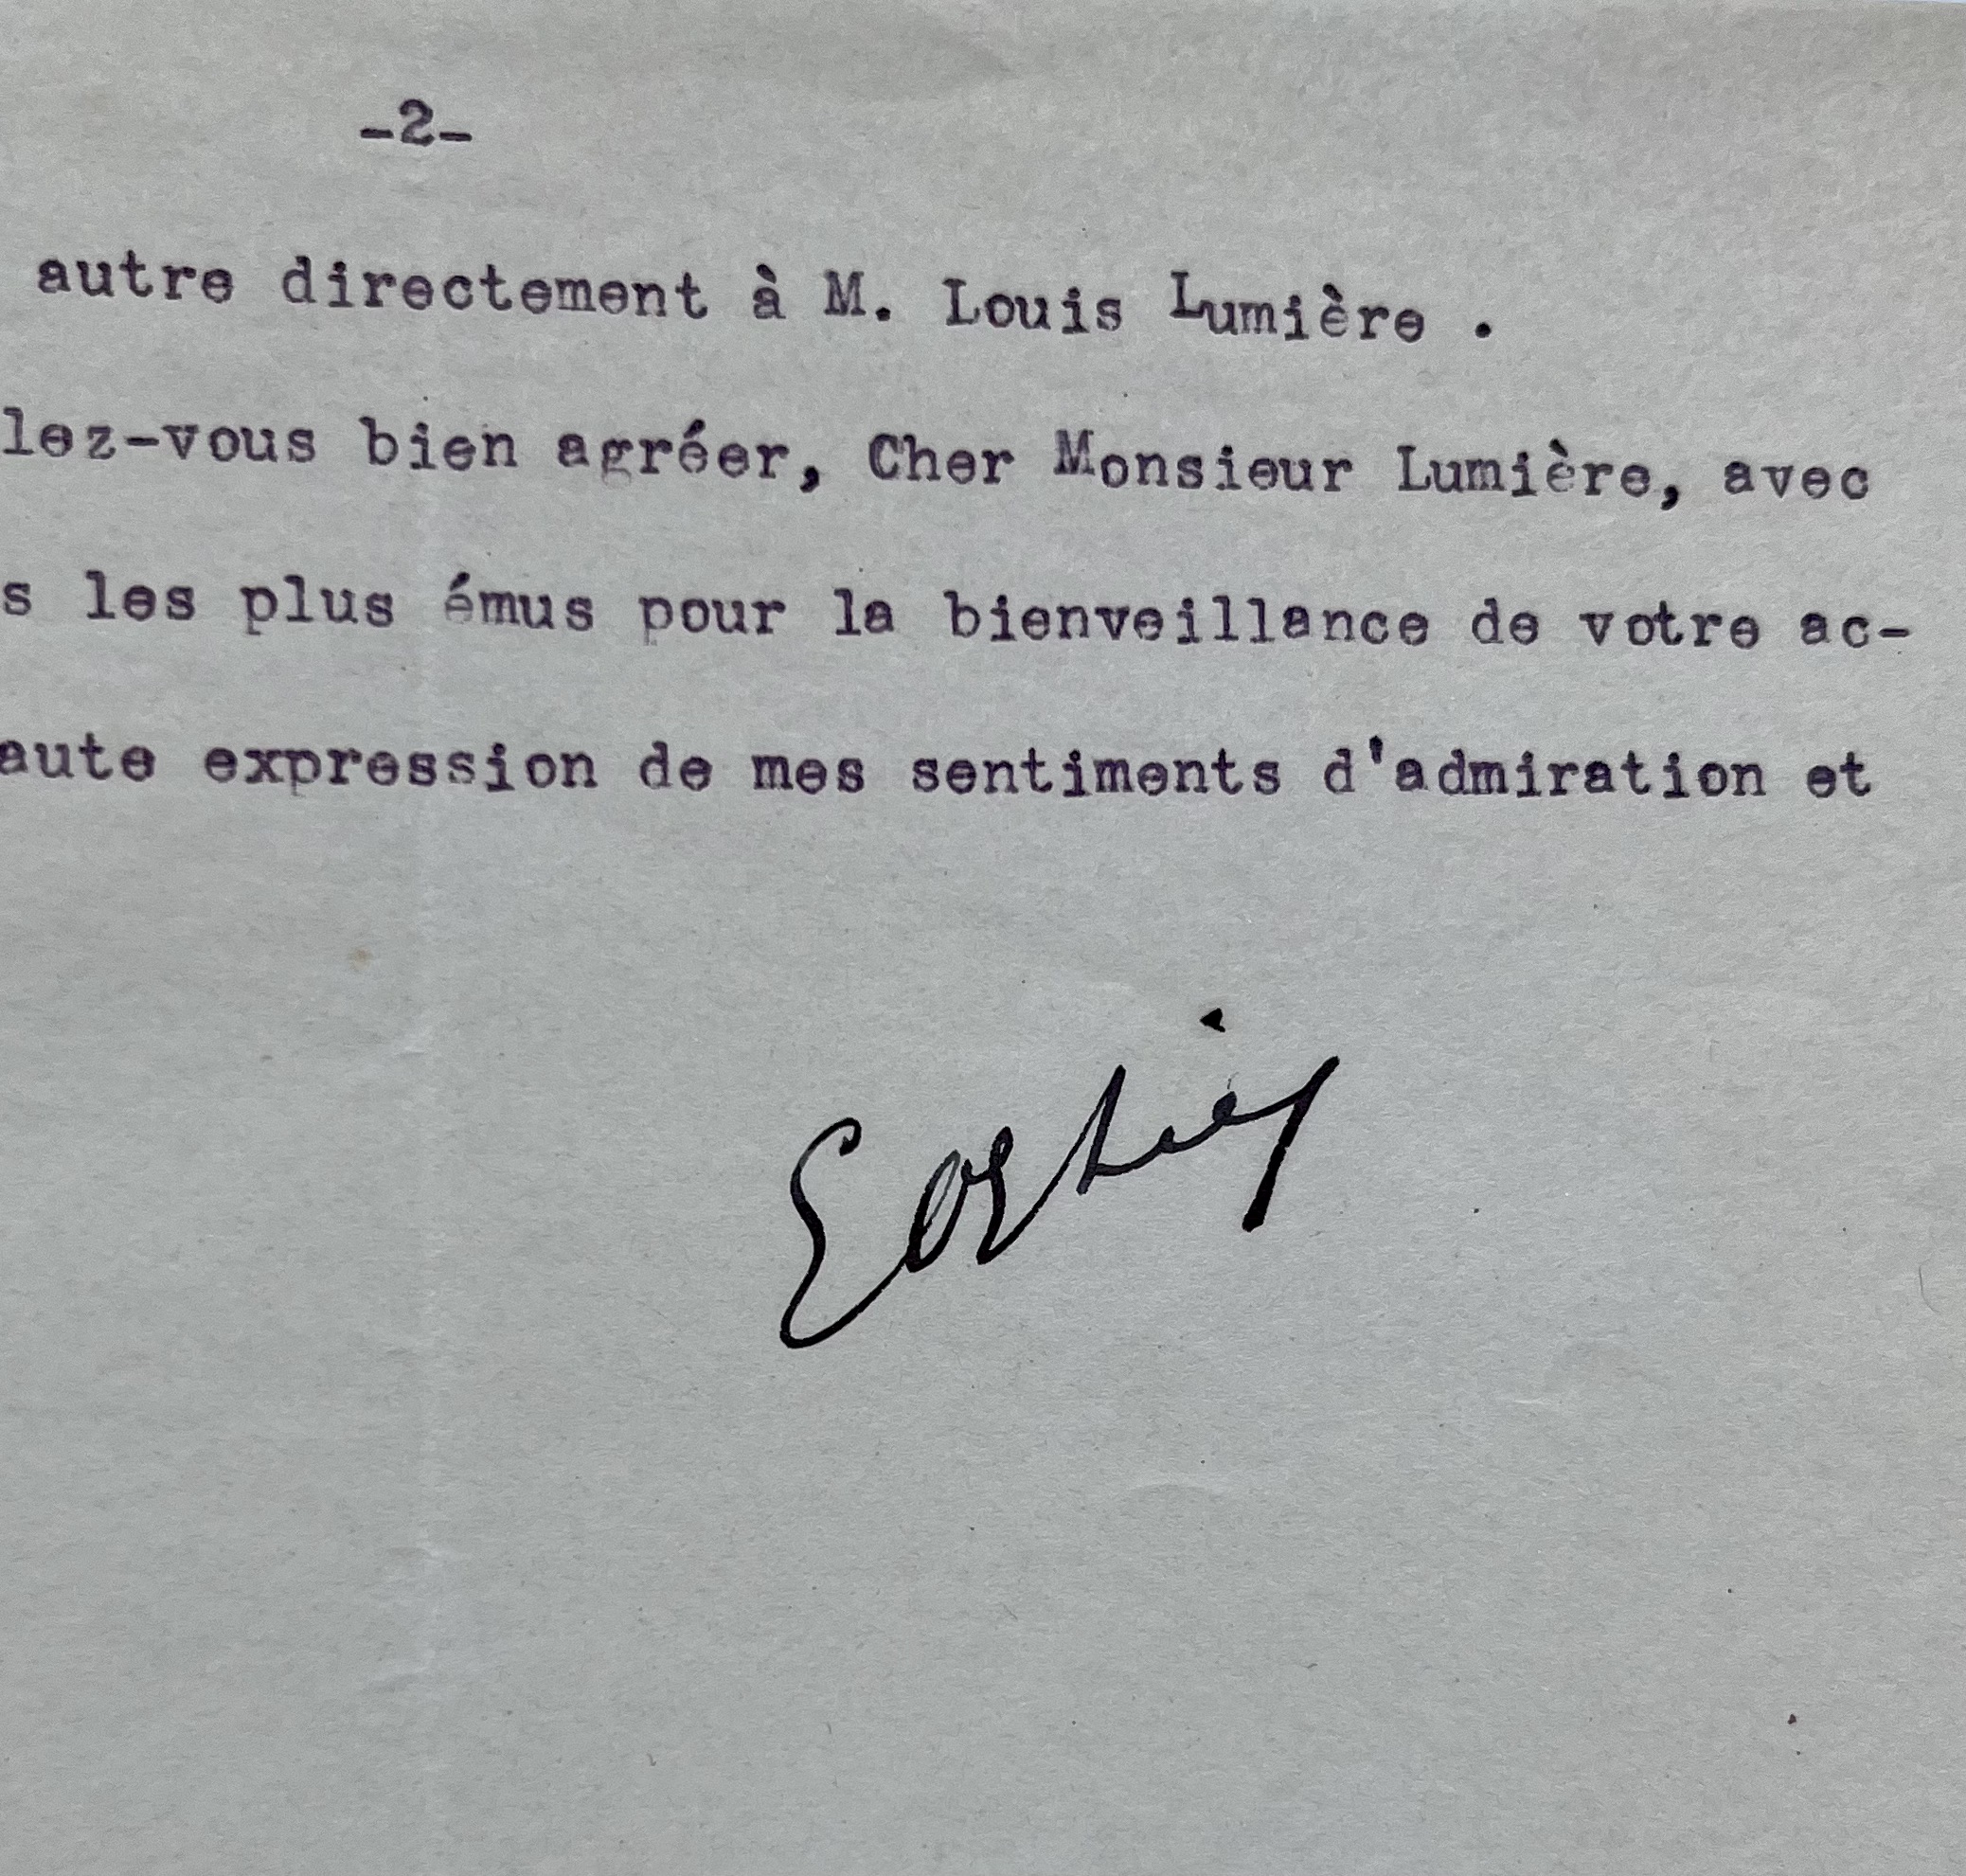 -2-
autre directement à M. Louis Lumière .
lez-vous bien agréer, Cher Monsieur Lumière, avec
s les plus émus pour la bienveillance de votre ac-
aute expression de mes sentiments d'admiration et